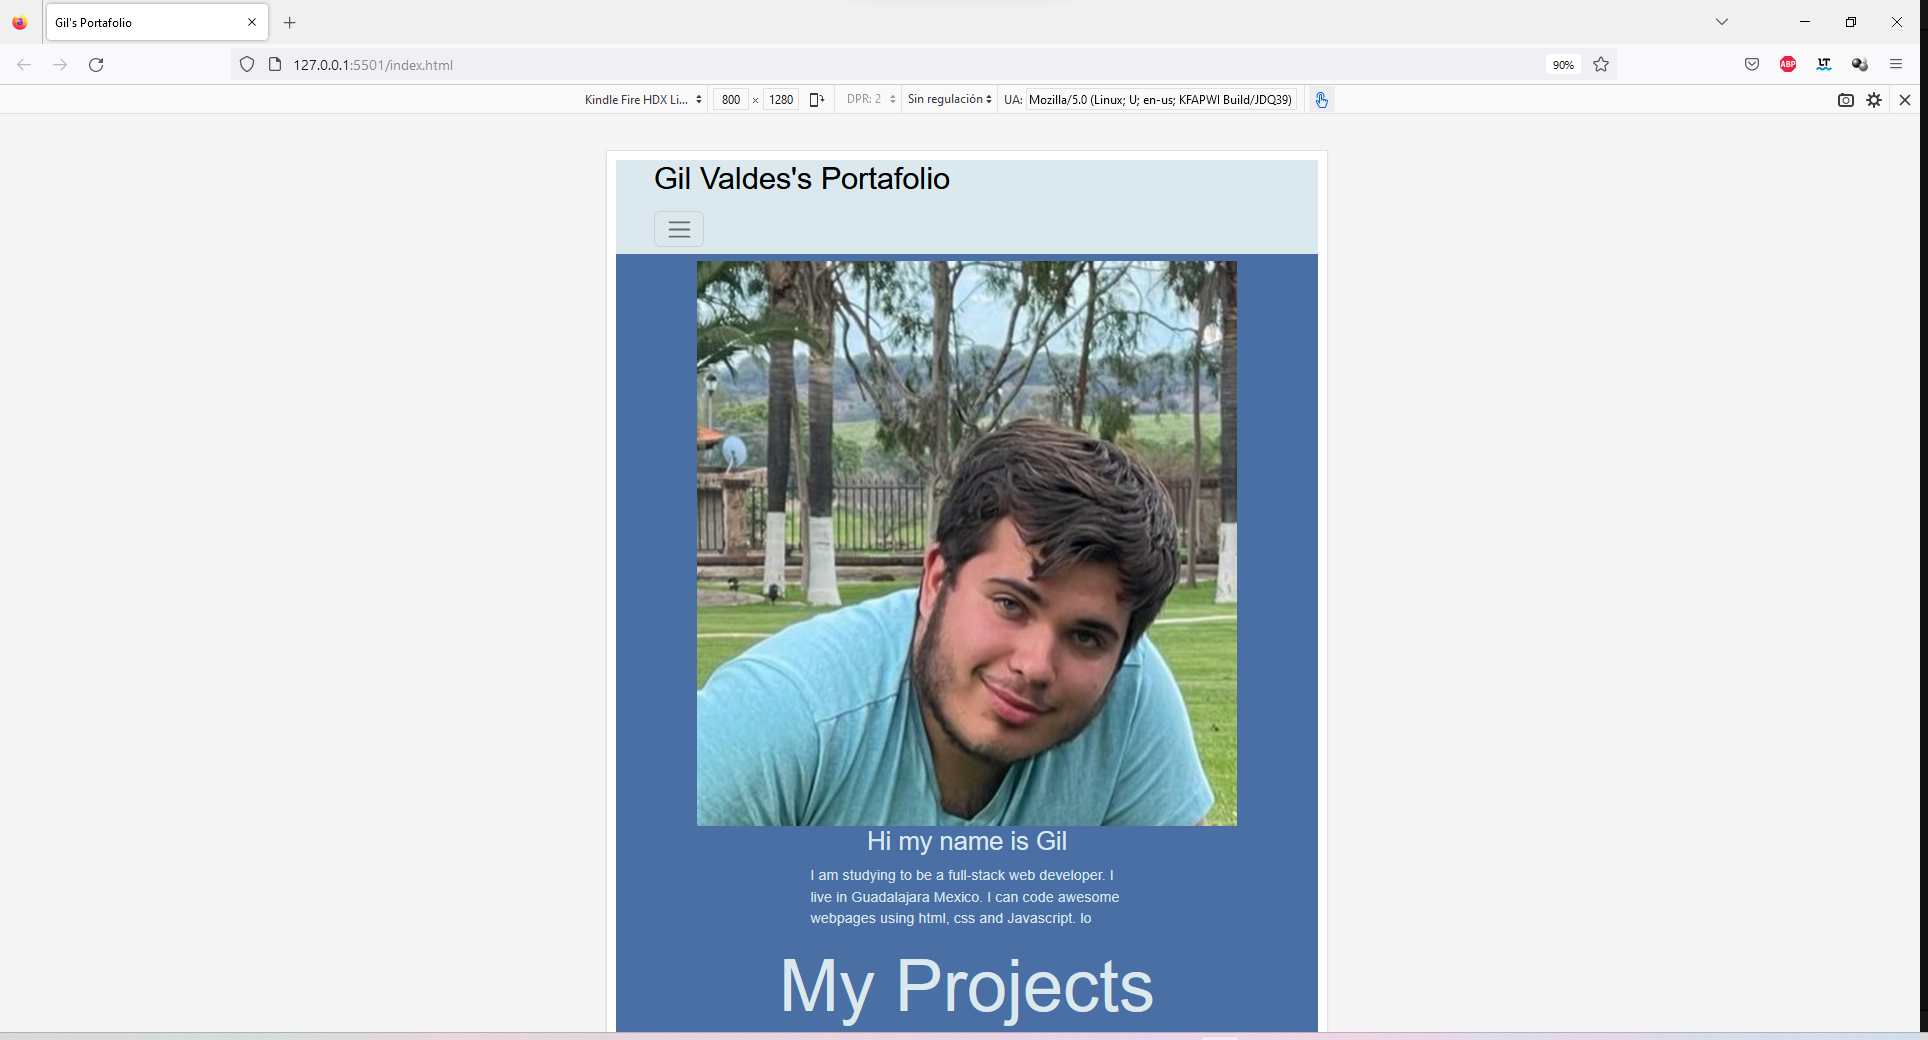 Gil's Portafolio
127.0.0.1:5501/index.html
90%
ABP
LT
Kindle Fire HDX Li...
800 × 1280
DPR: 2
Sin regulación
UA: Mozilla/5.0 (Linux; U; en-us; KFAPWI Build/JDQ39)
Gil Valdes's Portafolio
Hi my name is Gil
I am studying to be a full-stack web developer. I
live in Guadalajara Mexico. I can code awesome
webpages using html, css and Javascript. lo
My Projects